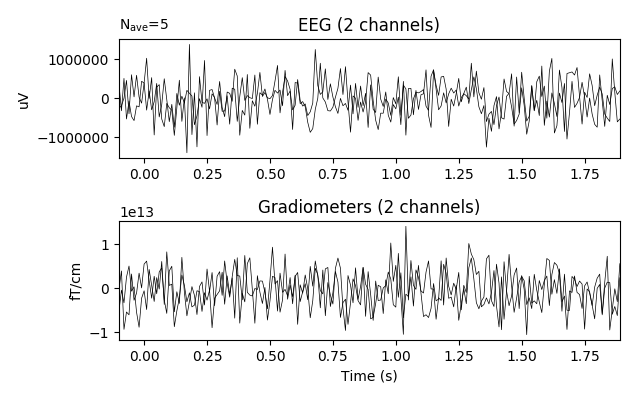 Nave=5
EEG (2 channels)
1000000
0
−1000000
uV
0.00 0.25 0.50 0.75 1.00 1.25 1.50 1.75
1e13
Gradiometers (2 channels)
1
0
−1
fT/cm
0.00 0.25 0.50 0.75 1.00 1.25 1.50 1.75
Time (s)